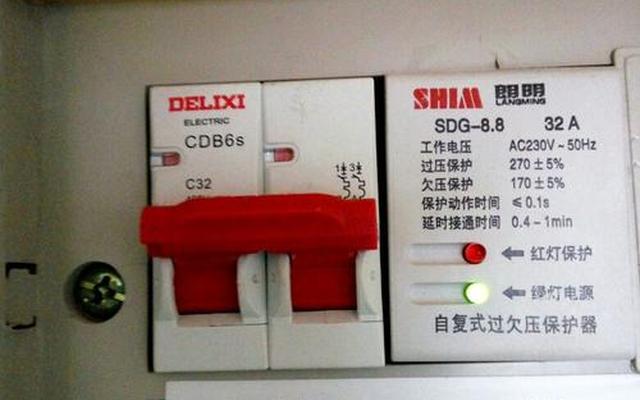 DELIXI
ELECTRIC
CDB6s
C32
1 3
SHIM 朗明
LANGMING
SDG-8.8 32 A
工作电压 AC230V~50Hz
过压保护 270±5%
欠压保护 170±5%
保护动作时间 ≤0.1s
延时接通时间 0.4-1min
红灯保护
绿灯电源
自复式过欠压保护器